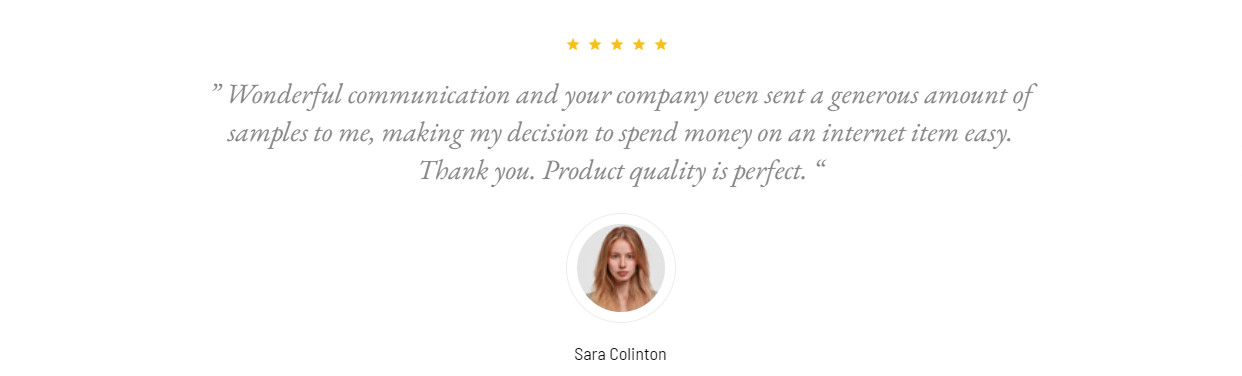 ” Wonderful communication and your company even sent a generous amount of
samples to me, making my decision to spend money on an internet item easy.
Thank you. Product quality is perfect. “
Sara Colinton